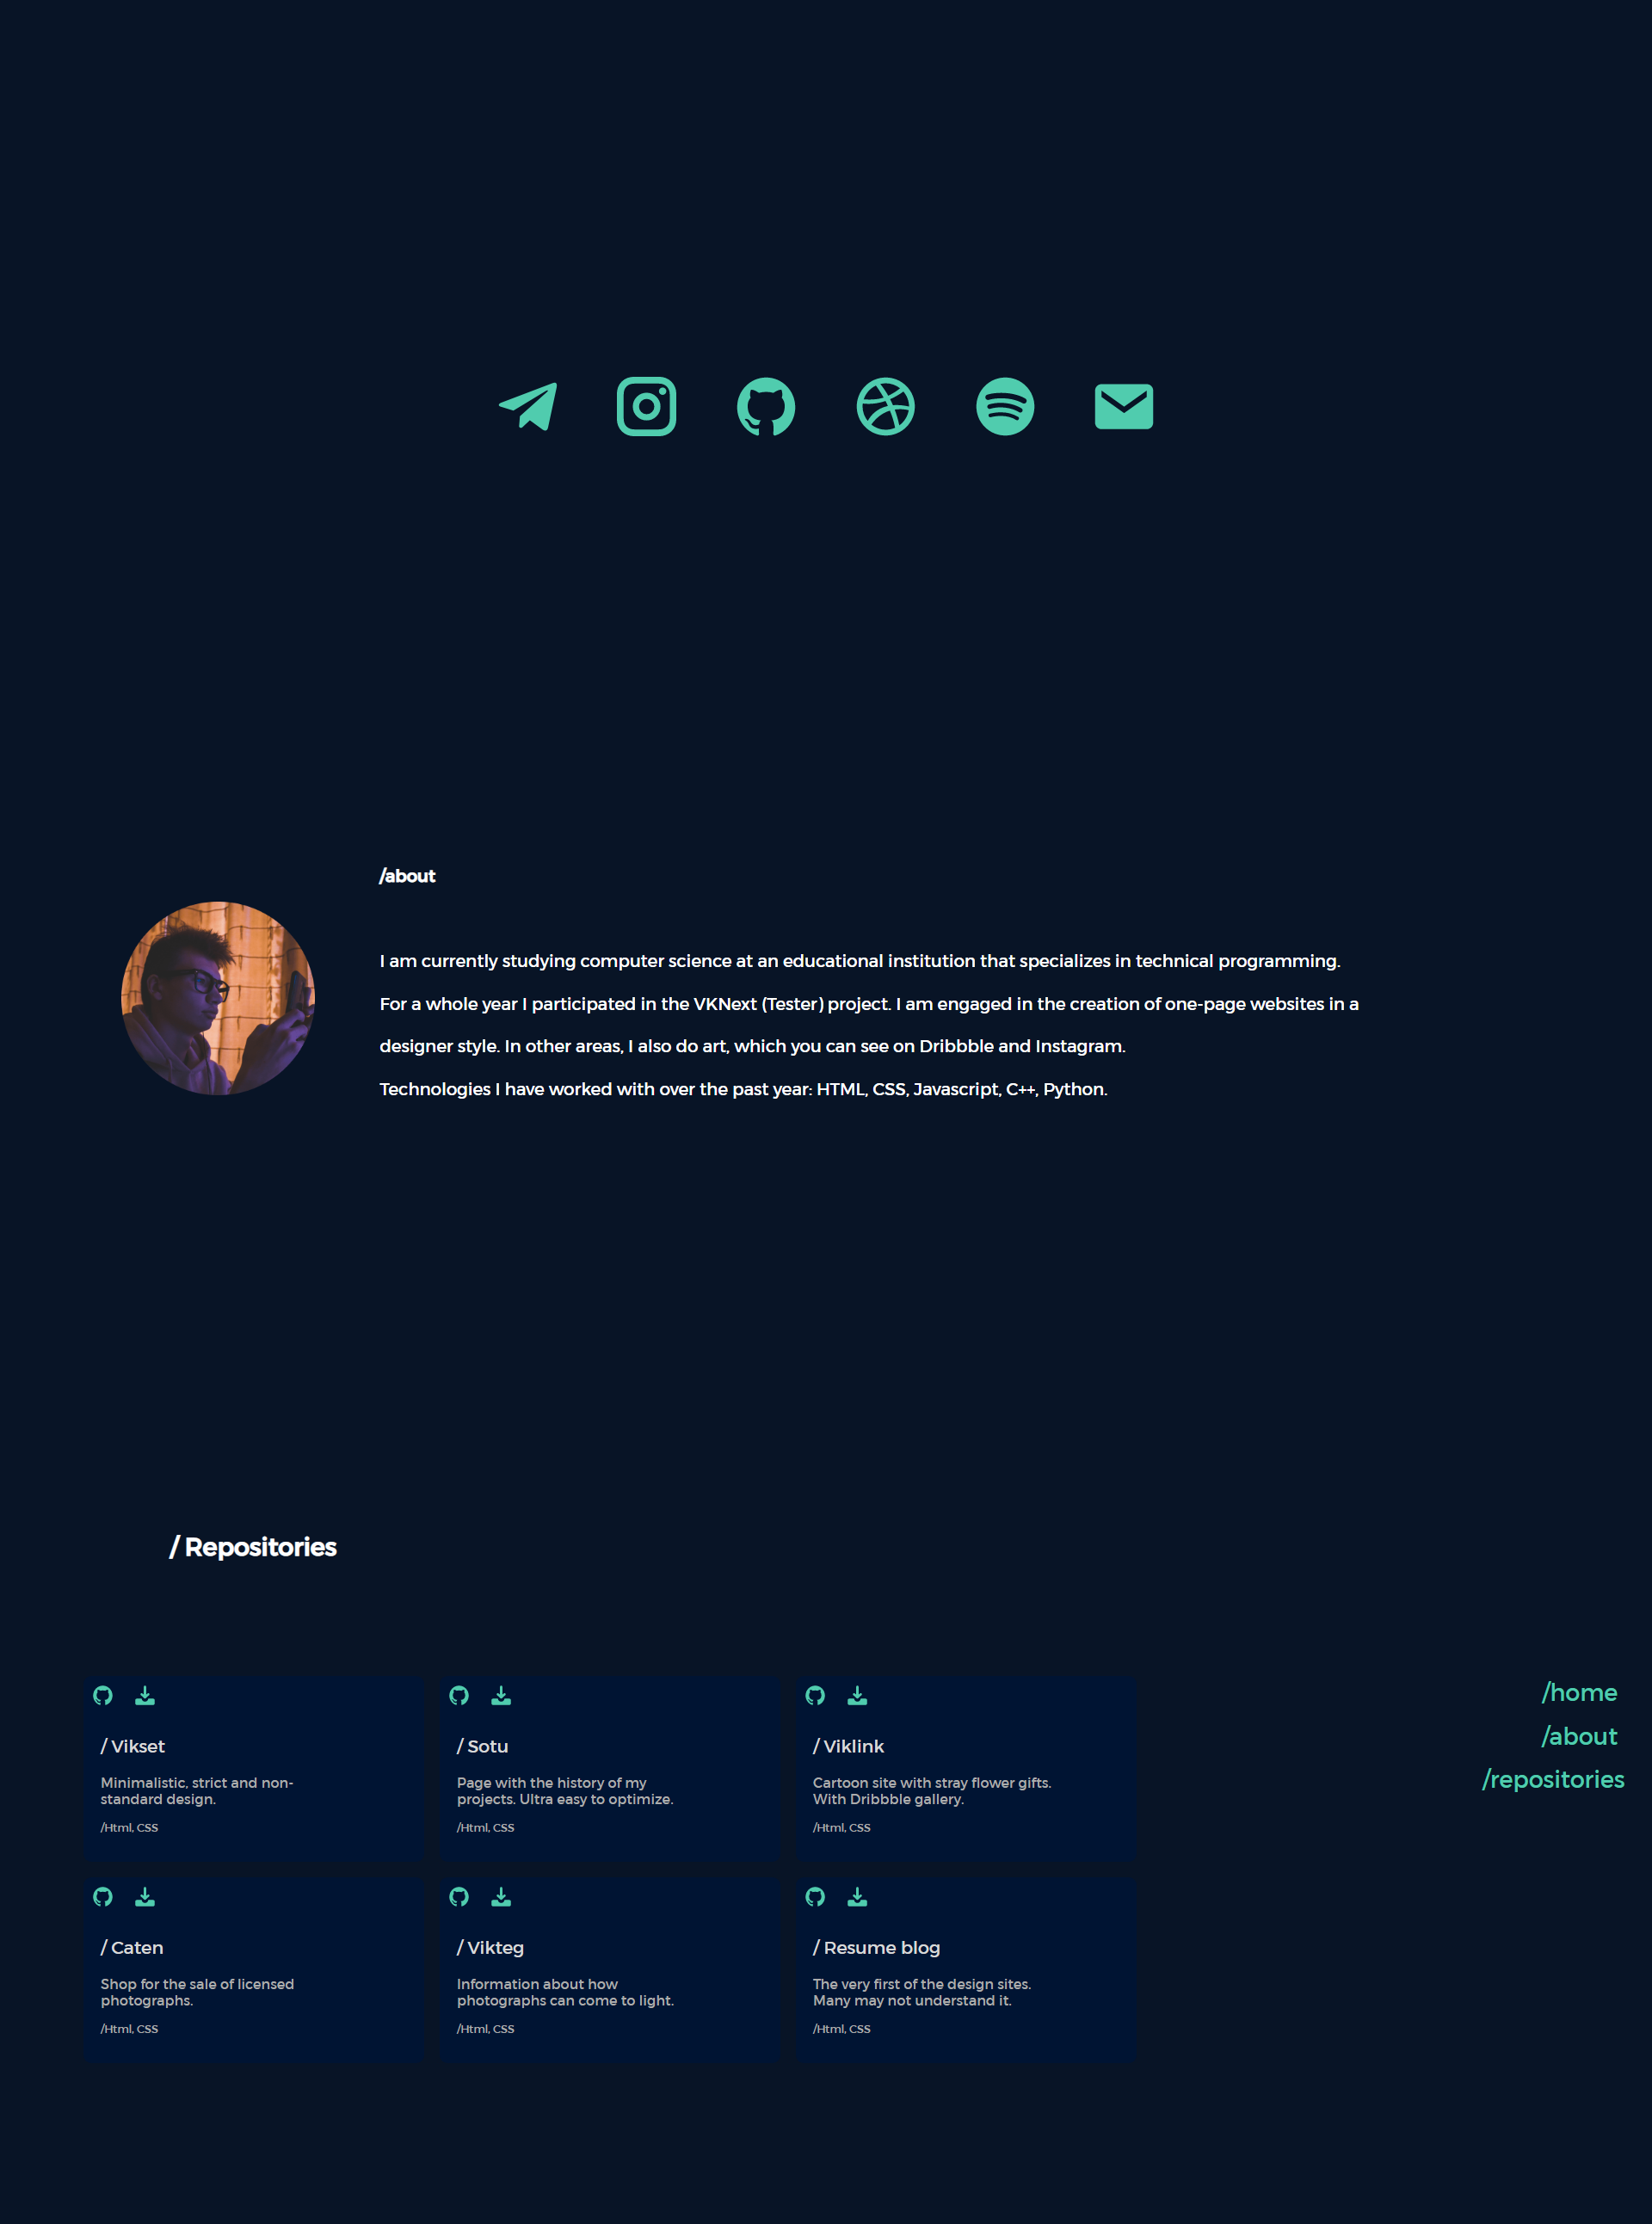 /about
I am currently studying computer science at an educational institution that specializes in technical programming.
For a whole year I participated in the VKNext (Tester) project. I am engaged in the creation of one-page websites in a
designer style. In other areas, I also do art, which you can see on Dribbble and Instagram.
Technologies I have worked with over the past year: HTML, CSS, Javascript, C++, Python.
/ Repositories
/ Vikset
Minimalistic, strict and non-
standard design.
/Html, CSS
/ Sotu
Page with the history of my
projects. Ultra easy to optimize.
/Html, CSS
/ Viklink
Cartoon site with stray flower gifts.
With Dribbble gallery.
/Html, CSS
/ Caten
Shop for the sale of licensed
photographs.
/Html, CSS
/ Vikteg
Information about how
photographs can come to light.
/Html, CSS
/ Resume blog
The very first of the design sites.
Many may not understand it.
/Html, CSS
/home
/about
/repositories